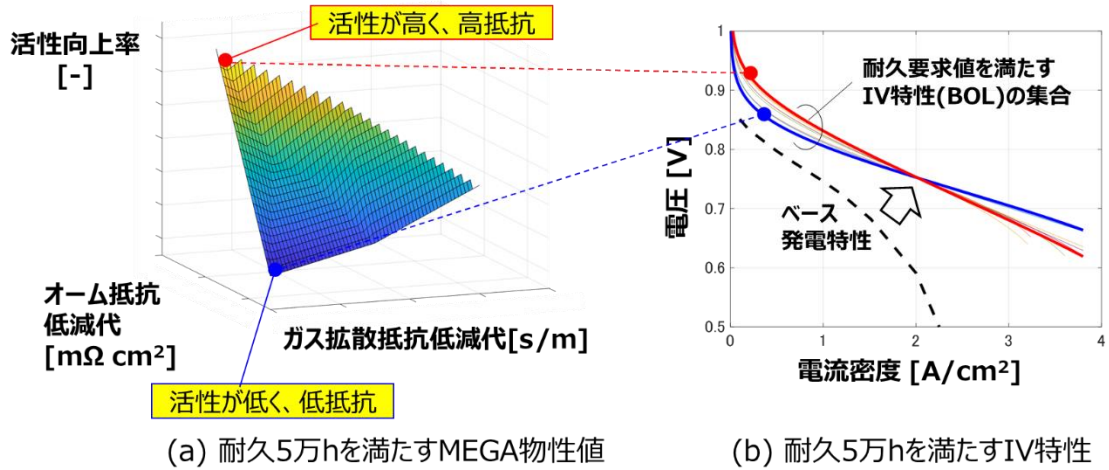 活性向上率
[-]
活性が高く、高抵抗
オーム抵抗
低減代
[mΩ cm²]
ガス拡散抵抗低減代[s/m]
活性が低く、低抵抗
(a) 耐久5万hを満たすMEGA物性値
電圧 [V]
1
0.9
0.8
0.7
0.6
0.5
耐久要求値を満たす
IV特性(BOL)の集合
ベース
発電特性
0
1
2
3
4
電流密度 [A/cm²]
(b) 耐久5万hを満たすIV特性